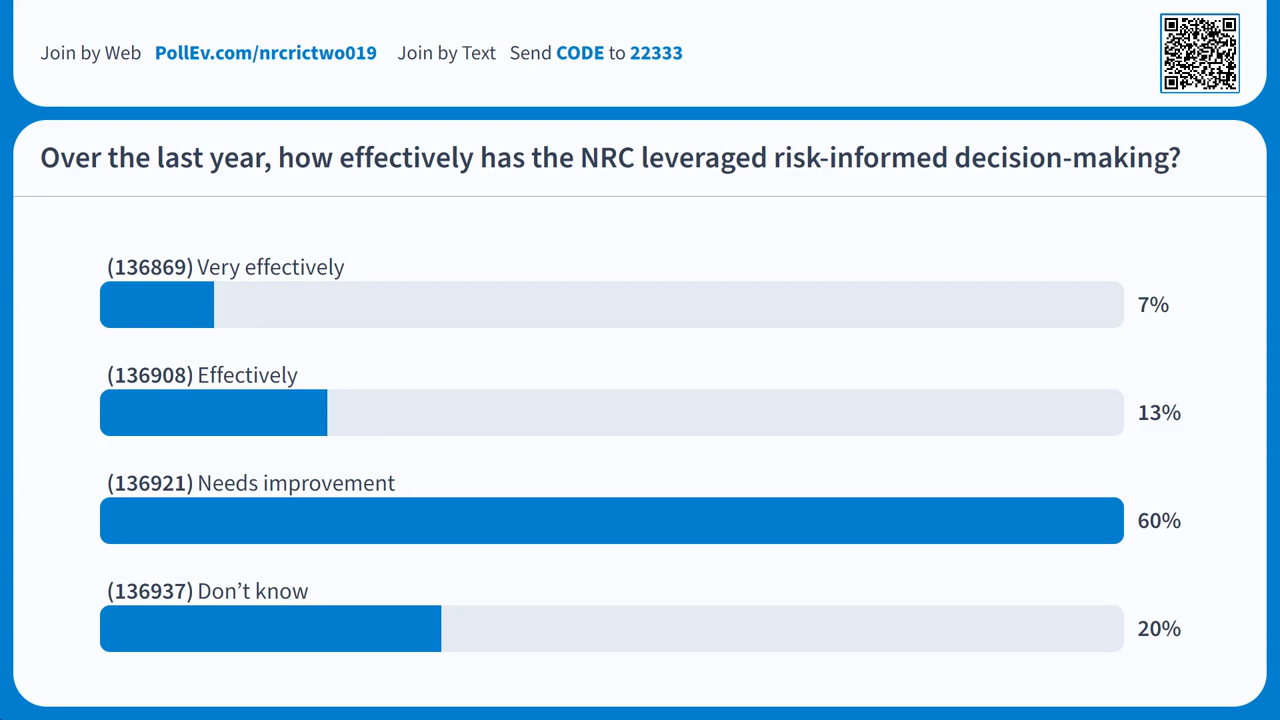 Join by Web PollEv.com/nrcrictwo019 Join by Text Send CODE to 22333
Over the last year, how effectively has the NRC leveraged risk-informed decision-making?
(136869) Very effectively
7%
(136908) Effectively
13%
(136921) Needs improvement
60%
(136937) Don’t know
20%